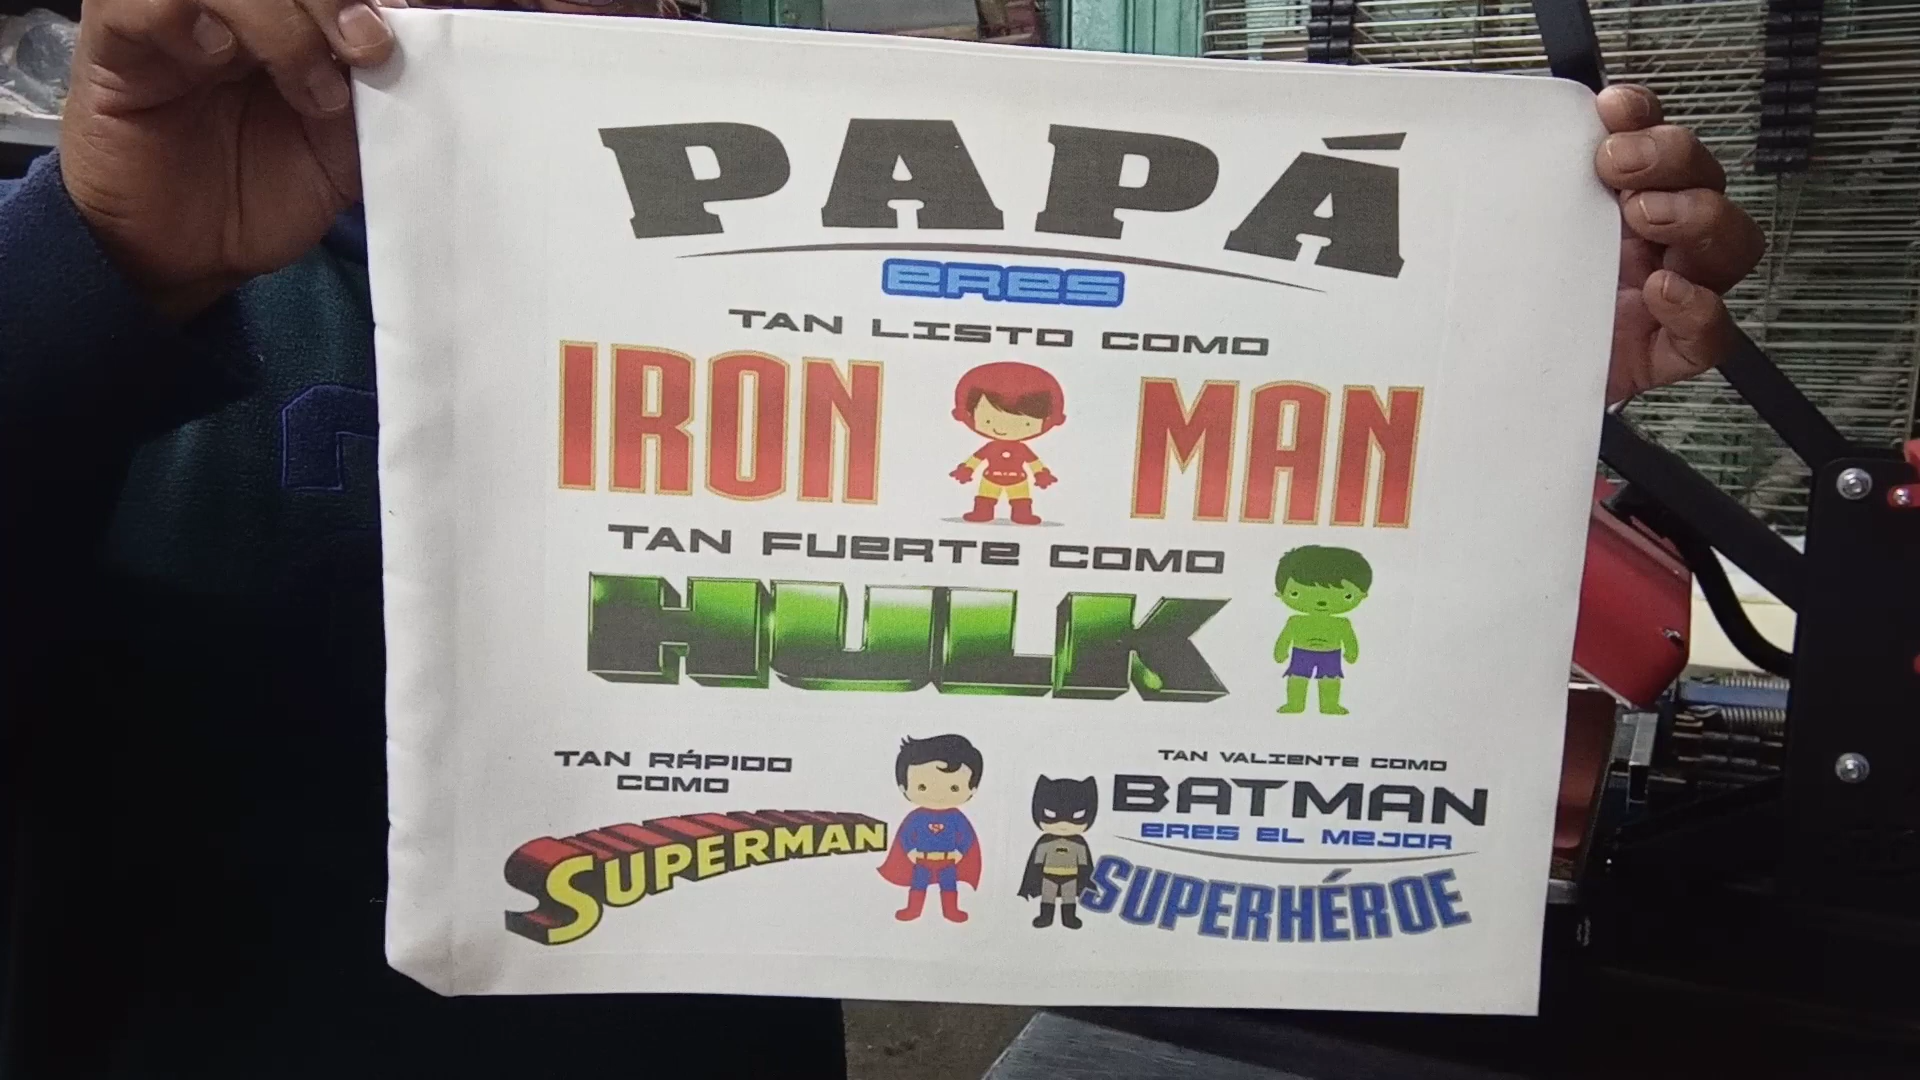 PAPÁ
eRes
TAN LISTO COMO
IRON MAN
TAN FUeRTe COMO
HULK
TAN RÁPIDO
COMO
SUPERMAN
TAN VALIeNTe COMO
BATMAN
eRes eL MeJOR
SUPERHÉROE